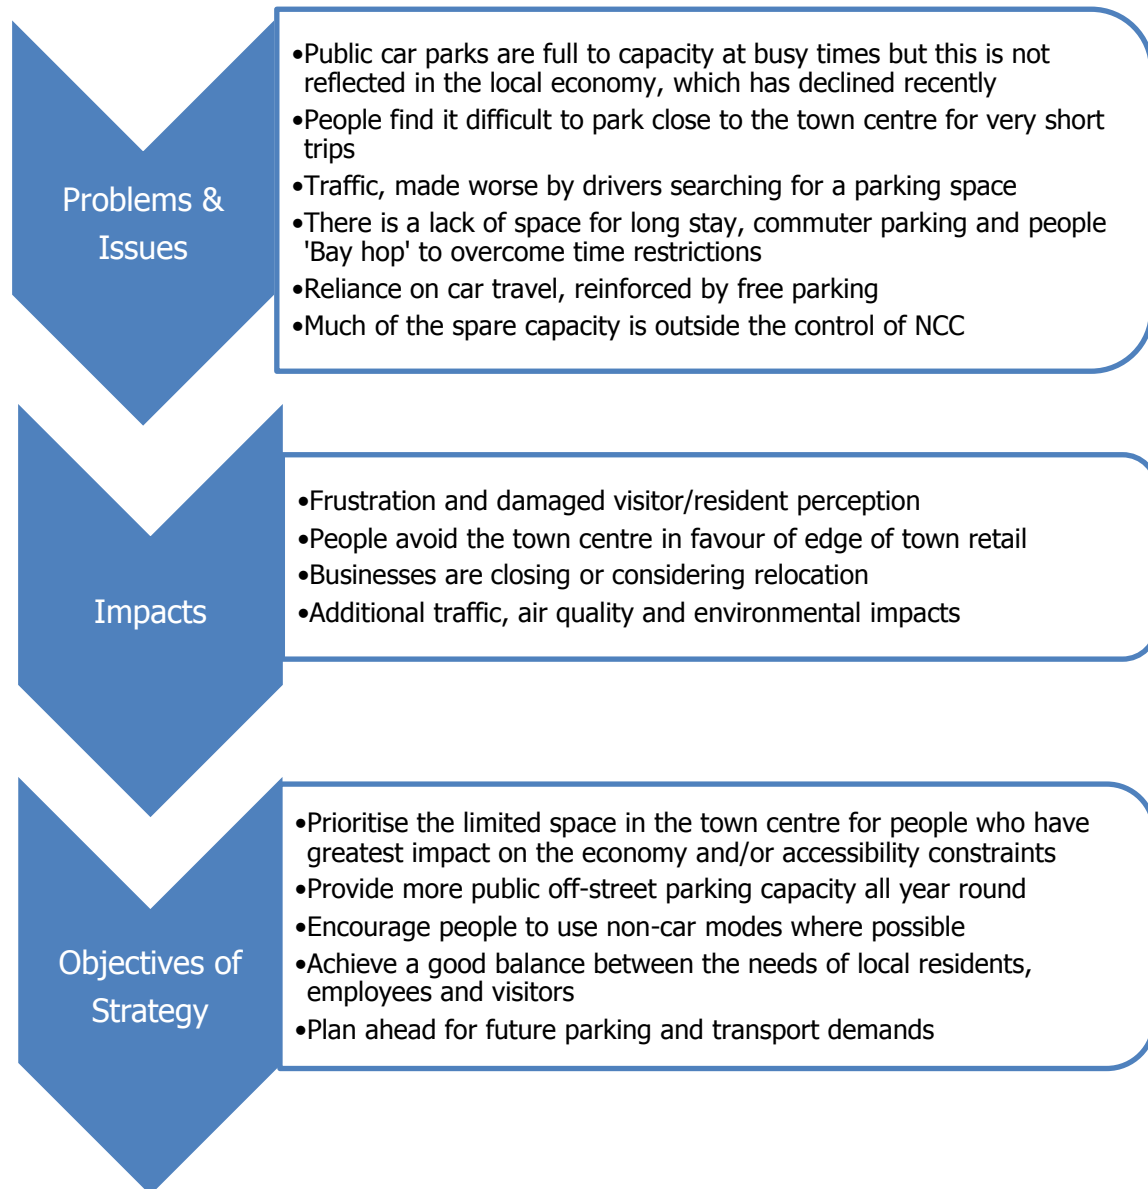 Problems &
Issues
•Public car parks are full to capacity at busy times but this is not
reflected in the local economy, which has declined recently
•People find it difficult to park close to the town centre for very short
trips
•Traffic, made worse by drivers searching for a parking space
•There is a lack of space for long stay, commuter parking and people
'Bay hop' to overcome time restrictions
•Reliance on car travel, reinforced by free parking
•Much of the spare capacity is outside the control of NCC
Impacts
•Frustration and damaged visitor/resident perception
•People avoid the town centre in favour of edge of town retail
•Businesses are closing or considering relocation
•Additional traffic, air quality and environmental impacts
Objectives of
Strategy
•Prioritise the limited space in the town centre for people who have
greatest impact on the economy and/or accessibility constraints
•Provide more public off-street parking capacity all year round
•Encourage people to use non-car modes where possible
•Achieve a good balance between the needs of local residents,
employees and visitors
•Plan ahead for future parking and transport demands